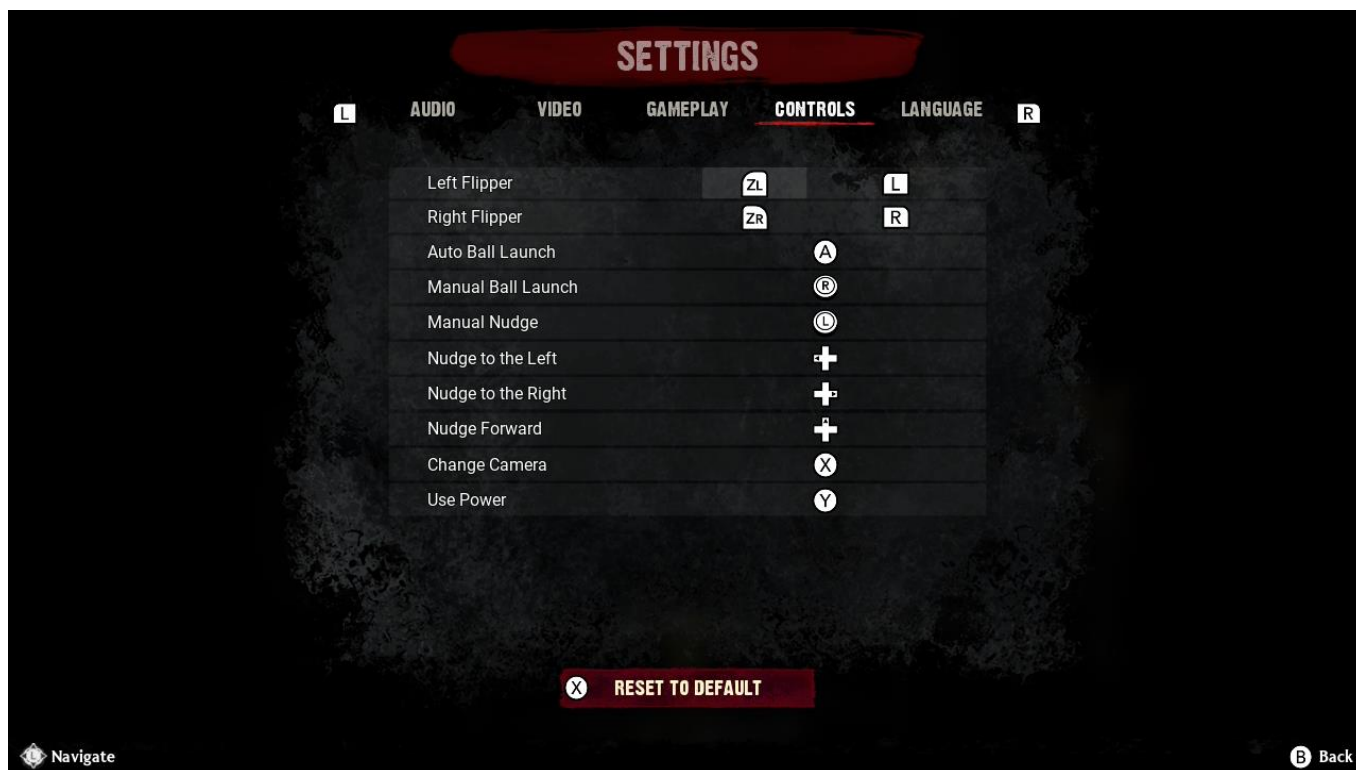 SETTINGS
L AUDIO VIDEO GAMEPLAY CONTROLS LANGUAGE R
Left Flipper ZL L
Right Flipper ZR R
Auto Ball Launch A
Manual Ball Launch R
Manual Nudge L
Nudge to the Left
Nudge to the Right
Nudge Forward
Change Camera X
Use Power Y
X RESET TO DEFAULT
L Navigate B Back